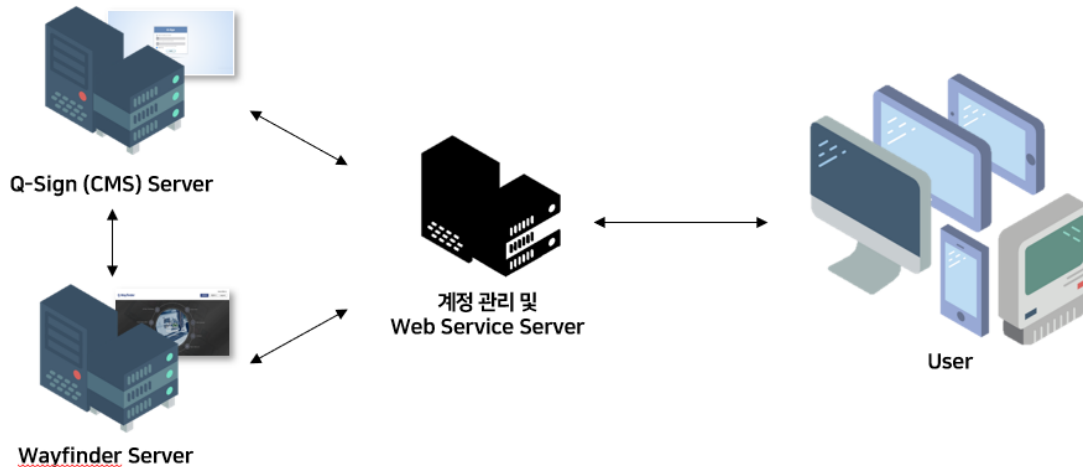 Q-Sign (CMS) Server
계정 관리 및
Web Service Server
User
Wayfinder Server